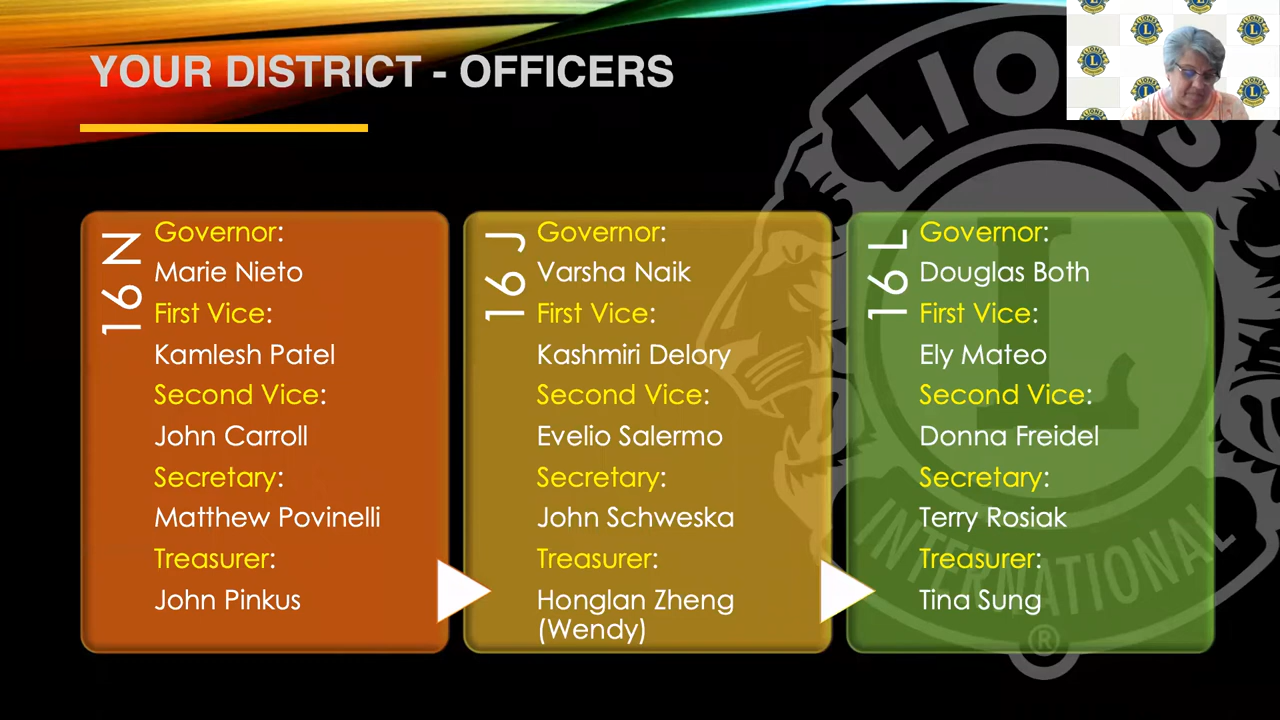 YOUR DISTRICT - OFFICERS
16 N
Governor:
Marie Nieto
First Vice:
Kamlesh Patel
Second Vice:
John Carroll
Secretary:
Matthew Povinelli
Treasurer:
John Pinkus
16 J
Governor:
Varsha Naik
First Vice:
Kashmiri Delory
Second Vice:
Evelio Salermo
Secretary:
John Schweska
Treasurer:
Honglan Zheng
(Wendy)
16 L
Governor:
Douglas Both
First Vice:
Ely Mateo
Second Vice:
Donna Freidel
Secretary:
Terry Rosiak
Treasurer:
Tina Sung
LIONS
L
INTERNATIONAL
®